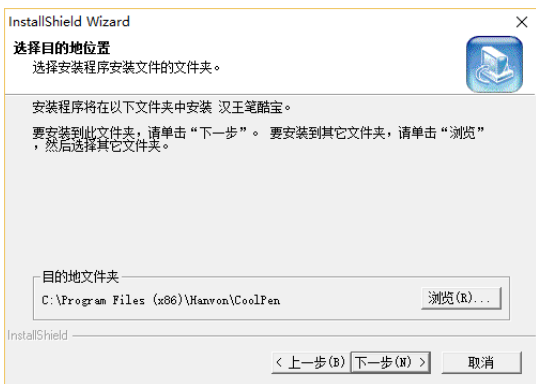 InstallShield Wizard
选择目的地位置
选择安装程序安装文件的文件夹。
安装程序将在以下文件夹中安装 汉王笔酷宝。
要安装到此文件夹，请单击“下一步”。 要安装到其它文件夹，请单击“浏览”
，然后选择其它文件夹。
目的地文件夹
C:\Program Files (x86)\Hanvon\CoolPen
浏览(R)...
InstallShield
< 上一步(B) 下一步(N) > 取消